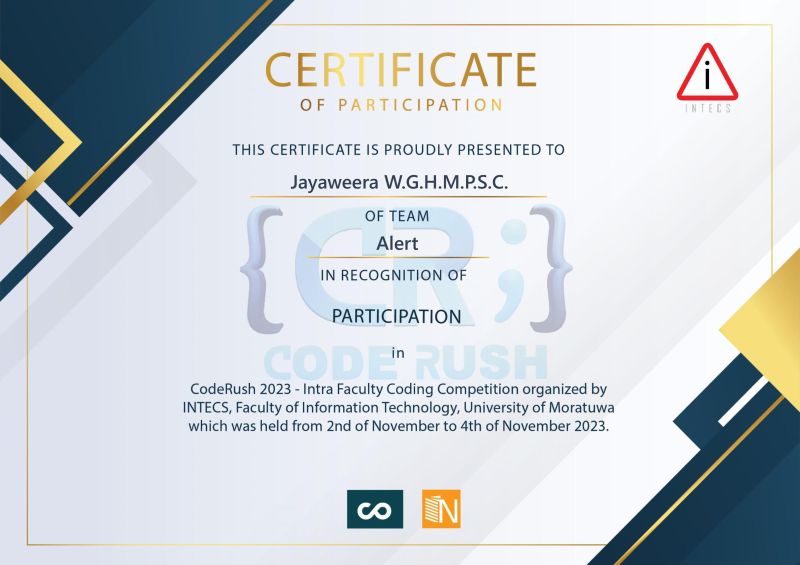 CERTIFICATE
OF PARTICIPATION
i
INTECS
THIS CERTIFICATE IS PROUDLY PRESENTED TO
Jayaweera W.G.H.M.P.S.C.
OF TEAM
Alert
{CR;}
IN RECOGNITION OF
PARTICIPATION
in
CODE RUSH
CodeRush 2023 - Intra Faculty Coding Competition organized by
INTECS, Faculty of Information Technology, University of Moratuwa
which was held from 2nd of November to 4th of November 2023.
CO
N